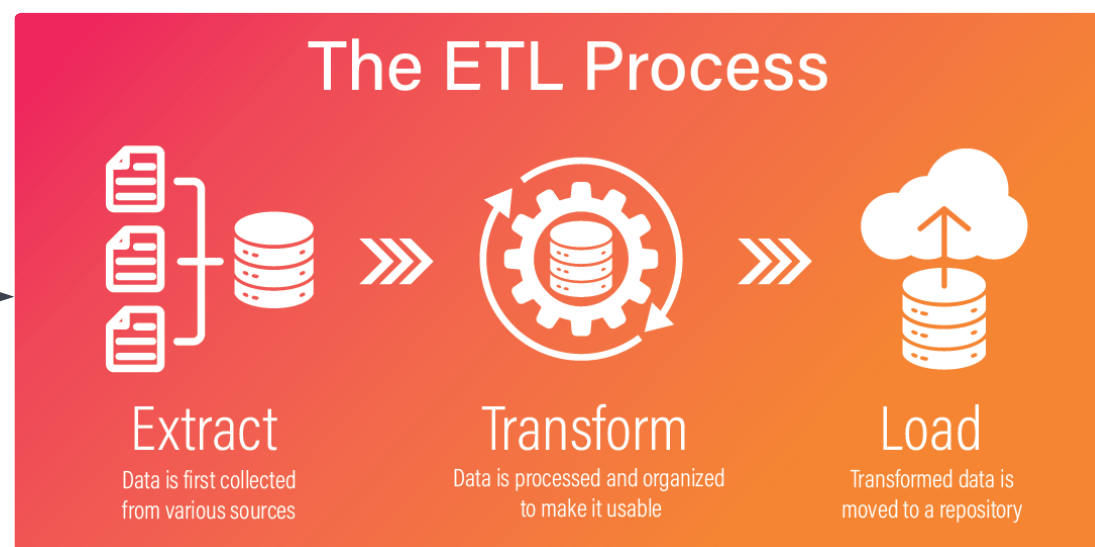 The ETL Process
Extract
Data is first collected
from various sources
Transform
Data is processed and organized
to make it usable
Load
Transformed data is
moved to a repository